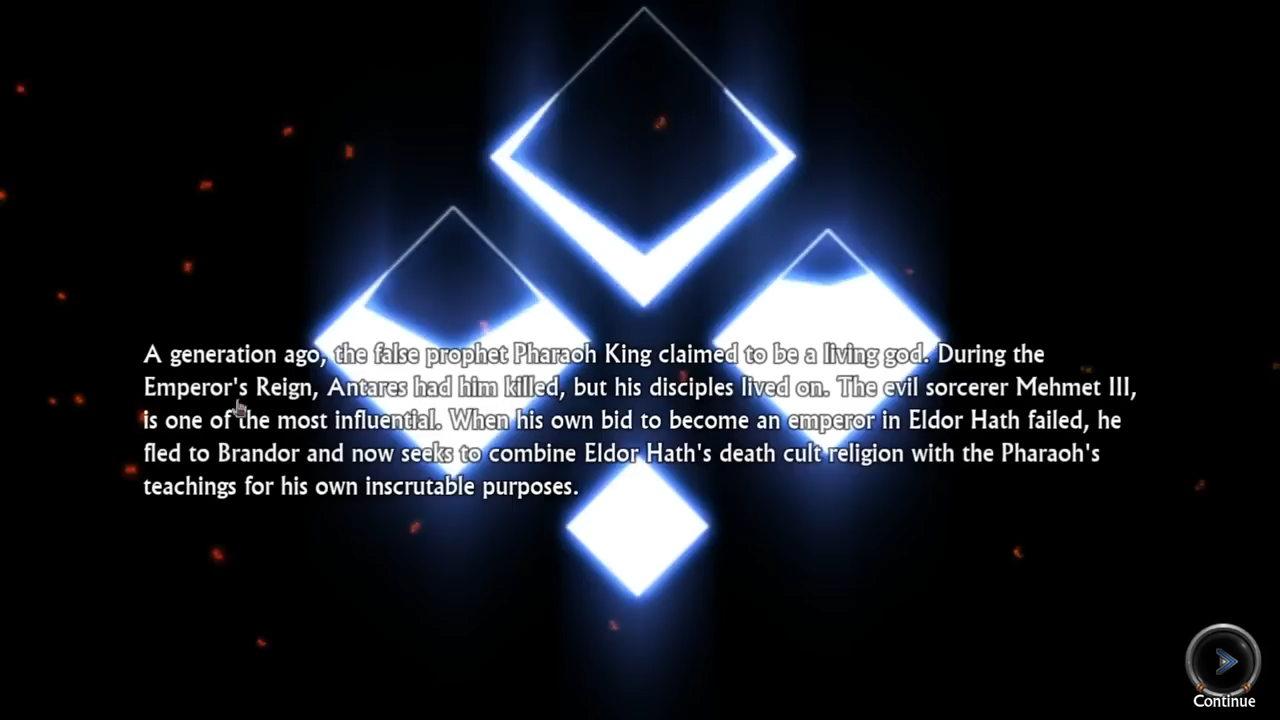 A generation ago, the false prophet Pharaoh King claimed to be a living god. During the
Emperor's Reign, Antares had him killed, but his disciples lived on. The evil sorcerer Mehmet III,
is one of the most influential. When his own bid to become an emperor in Eldor Hath failed, he
fled to Brandor and now seeks to combine Eldor Hath's death cult religion with the Pharaoh's
teachings for his own inscrutable purposes.
Continue